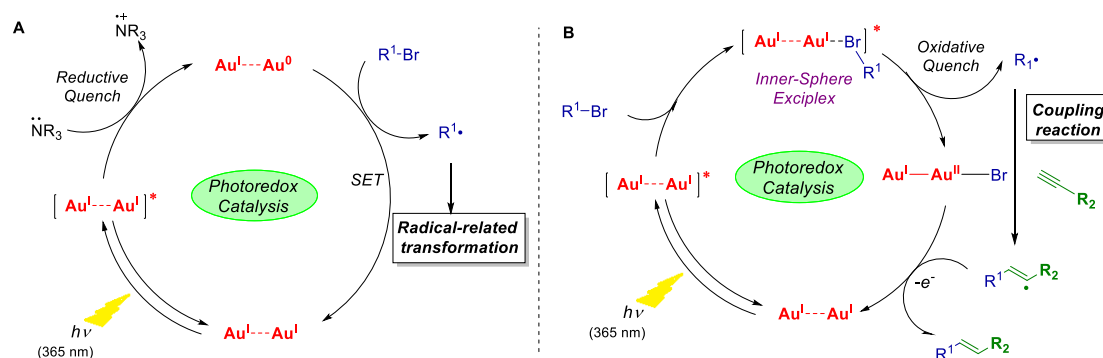 A
•+
NR3
Reductive
Quench
••
NR3
AuI---Au0
R1-Br
R1•
SET
Photoredox
Catalysis
Radical-related
transformation
[ AuI---AuI ]*
hν
(365 nm)
AuI---AuI
B
[ AuI---AuI---Br ]*
R1
Inner-Sphere
Exciplex
Oxidative
Quench
R1•
R1-Br
Coupling
reaction
Photoredox
Catalysis
AuI—AuII—Br
R2
[ AuI---AuI ]*
-e-
R1
R2
•
hν
(365 nm)
AuI---AuI
R1
R2